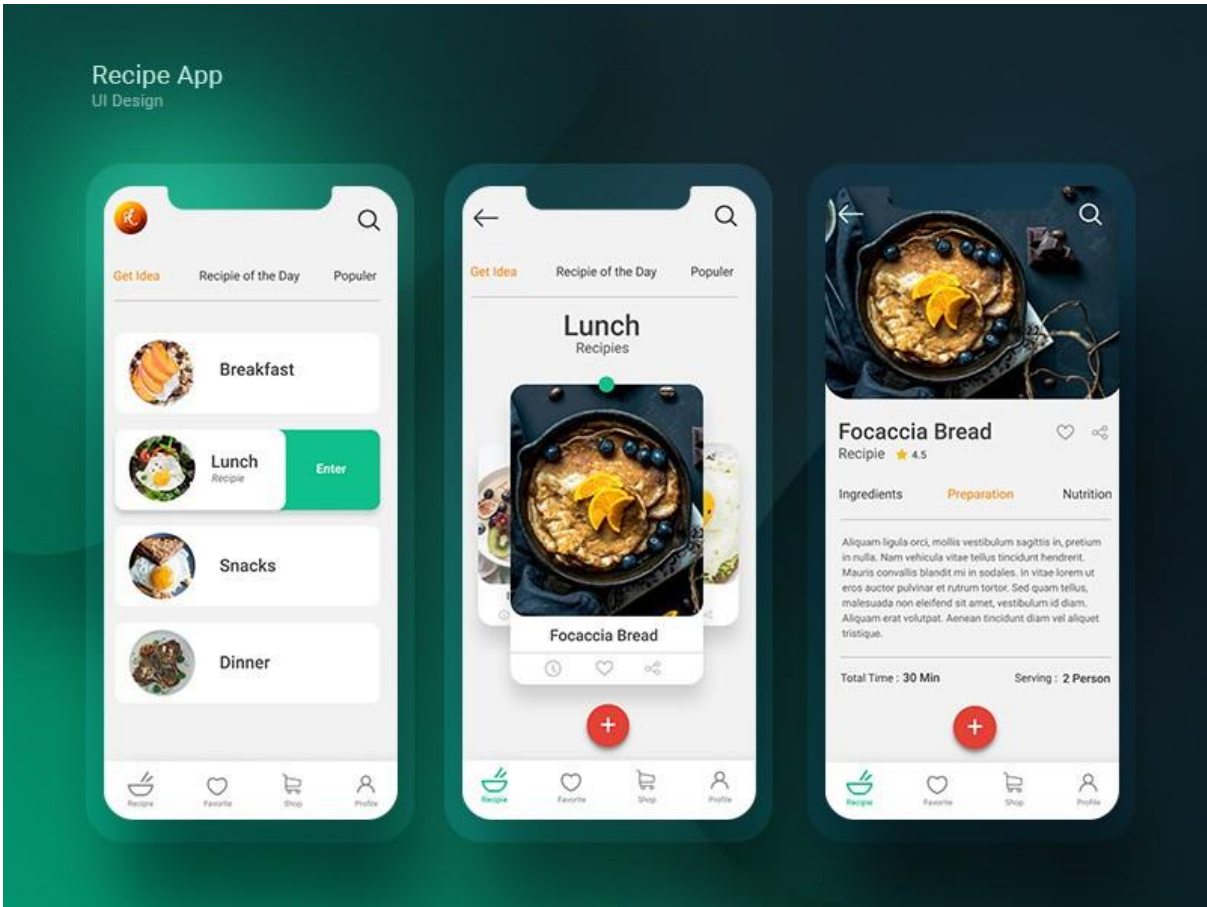 Recipe App
UI Design
Get Idea
Recipie of the Day
Populer
Breakfast
Lunch
Recipie
Enter
Snacks
Dinner
Recipie
Favorite
Shop
Profile
Get Idea
Recipie of the Day
Populer
Lunch
Recipies
Focaccia Bread
Recipie
Favorite
Shop
Profile
Focaccia Bread
Recipie
4.5
Ingredients
Preparation
Nutrition
Aliquam ligula orci, mollis vestibulum sagittis in, pretium
in nulla. Nam vehicula vitae tellus tincidunt hendrerit.
Mauris convallis blandit mi in sodales. In vitae lorem ut
eros auctor pulvinar et rutrum tortor. Sed quam tellus,
malesuada non eleifend sit amet, vestibulum id diam.
Aliquam erat volutpat. Aenean tincidunt diam vel aliquet
tristique.
Total Time : 30 Min
Serving : 2 Person
Recipie
Favorite
Shop
Profile